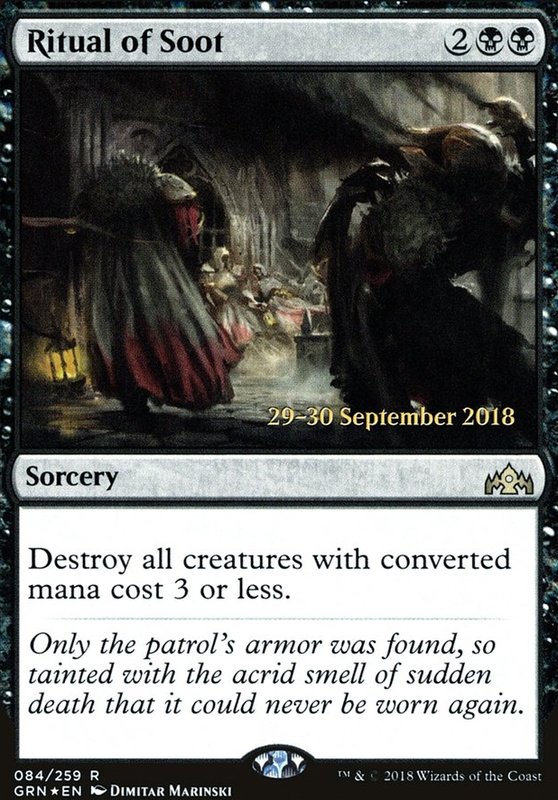 Ritual of Soot 2
29-30 September 2018
Sorcery
Destroy all creatures with converted
mana cost 3 or less.
Only the patrol's armor was found, so
tainted with the acrid smell of sudden
death that it could never be worn again.
084/259 R
GRN★EN Dimitar Marinski
™ & © 2018 Wizards of the Coast